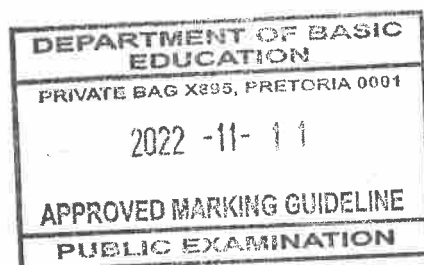 DEPARTMENT OF BASIC
EDUCATION
PRIVATE BAG X895, PRETORIA 0001
2022 -11- 11
APPROVED MARKING GUIDELINE
PUBLIC EXAMINATION